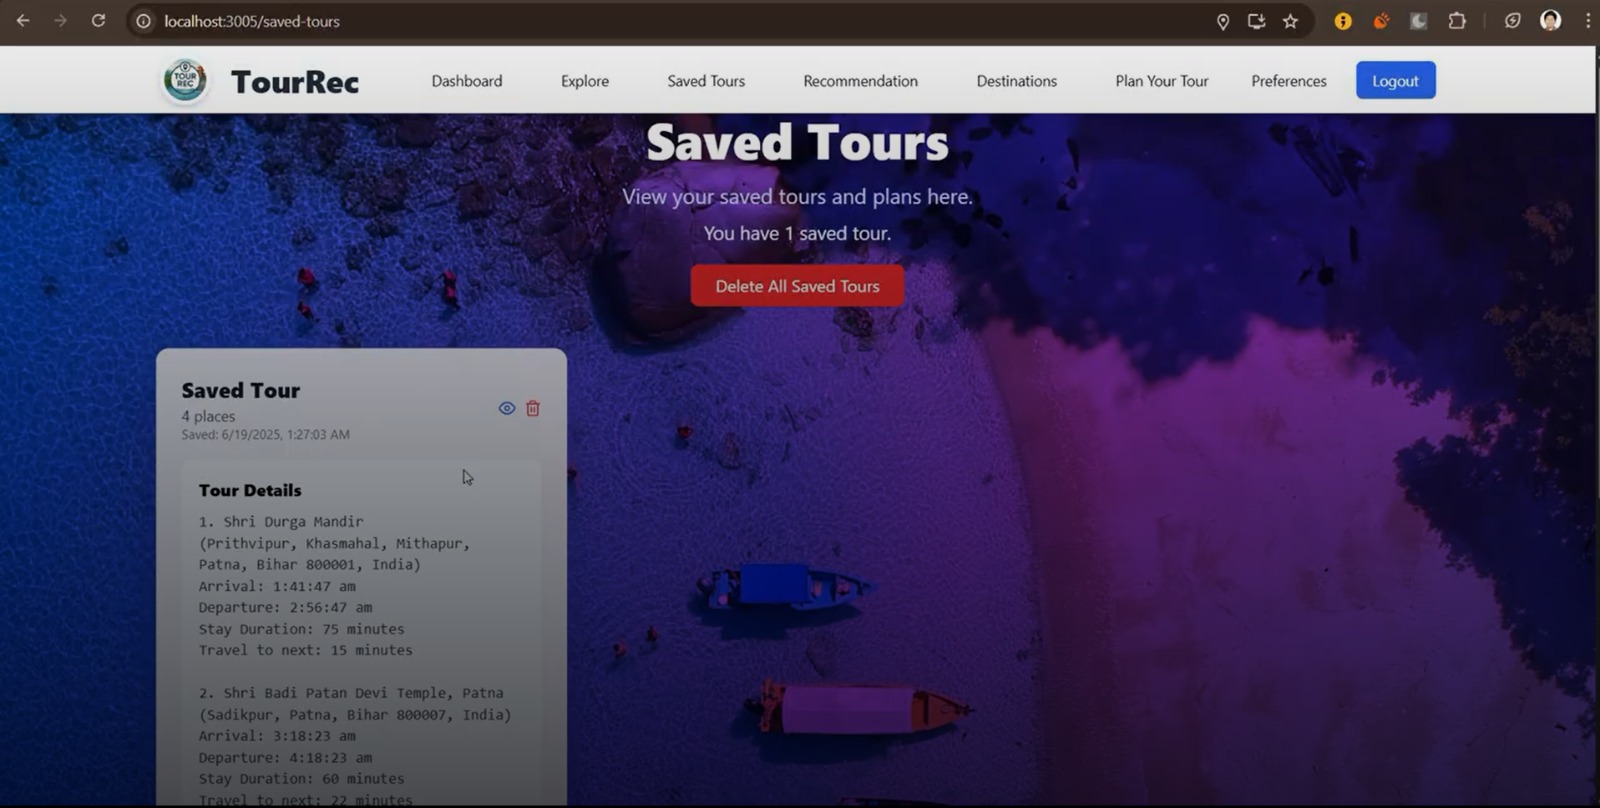 localhost:3005/saved-tours
TOUR
REC
TourRec
Dashboard
Explore
Saved Tours
Recommendation
Destinations
Plan Your Tour
Preferences
Logout
Saved Tours
View your saved tours and plans here.
You have 1 saved tour.
Delete All Saved Tours
Saved Tour
4 places
Saved: 6/19/2025, 1:27:03 AM
Tour Details
1. Shri Durga Mandir
(Prithvipur, Khasmahal, Mithapur,
Patna, Bihar 800001, India)
Arrival: 1:41:47 am
Departure: 2:56:47 am
Stay Duration: 75 minutes
Travel to next: 15 minutes
2. Shri Badi Patan Devi Temple, Patna
(Sadikpur, Patna, Bihar 800007, India)
Arrival: 3:18:23 am
Departure: 4:18:23 am
Stay Duration: 60 minutes
Travel to next: 22 minutes